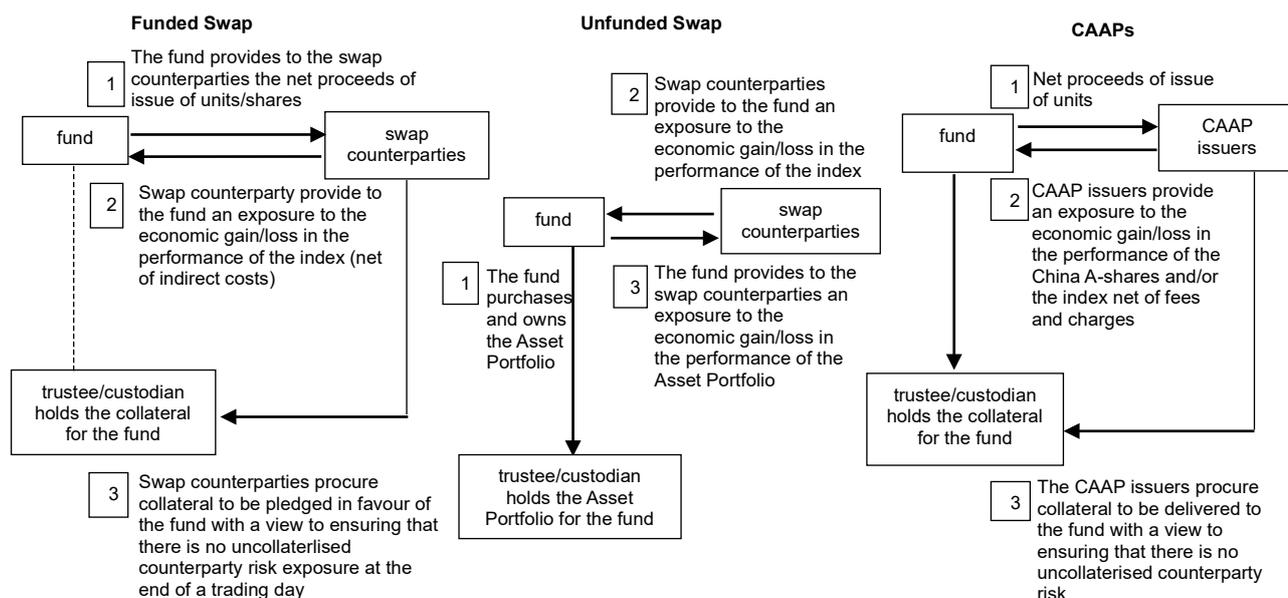 Funded Swap
1
The fund provides to the swap
counterparties the net proceeds of
issue of units/shares
fund
swap
counterparties
2
Swap counterparty provide to
the fund an exposure to the
economic gain/loss in the
performance of the index (net
of indirect costs)
trustee/custodian
holds the collateral
for the fund
3
Swap counterparties procure
collateral to be pledged in favour of
the fund with a view to ensuring that
there is no uncollaterlised
counterparty risk exposure at the
end of a trading day
Unfunded Swap
2
Swap counterparties
provide to the fund an
exposure to the
economic gain/loss in the
performance of the index
fund
swap
counterparties
1
The fund
purchases
and owns
the Asset
Portfolio
3
The fund provides to the
swap counterparties an
exposure to the
economic gain/loss in
the performance of the
Asset Portfolio
trustee/custodian
holds the Asset
Portfolio for the fund
CAAPs
1
Net proceeds of issue
of units
fund
CAAP
issuers
2
CAAP issuers provide
an exposure to the
economic gain/loss in
the performance of the
China A-shares and/or
the index net of fees
and charges
trustee/custodian
holds the collateral
for the fund
3
The CAAP issuers procure
collateral to be delivered to
the fund with a view to
ensuring that there is no
uncollaterised counterparty
risk